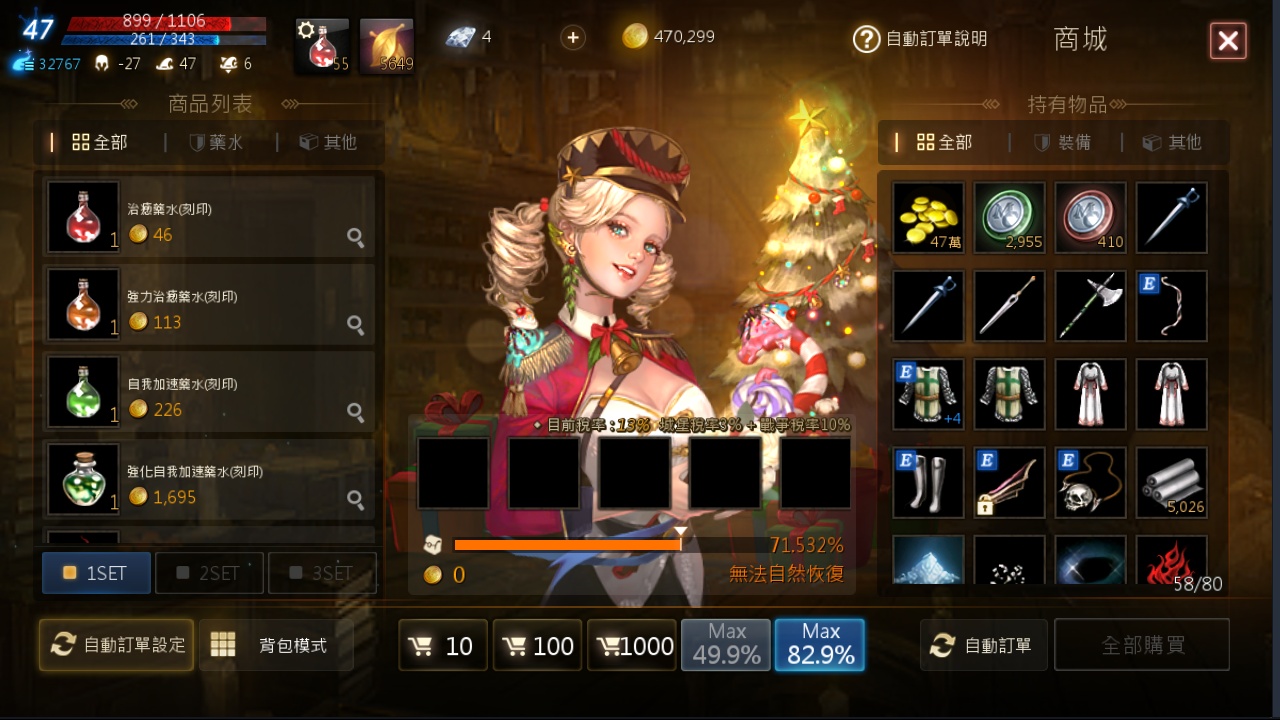 47
899 / 1106
261 / 343
32767 -27 47 6
55
5649
4
470,299
自動訂單說明
商城
商品列表
全部 藥水 其他
治癒藥水(刻印)
1 46
強力治癒藥水(刻印)
1 113
自我加速藥水(刻印)
1 226
強化自我加速藥水(刻印)
1 1,695
1SET 2SET 3SET
自動訂單設定
背包模式
目前稅率 : 13% 城堡稅率3% + 戰爭稅率10%
71.532%
0 無法自然恢復
10 100 1000
Max 49.9%
Max 82.9%
持有物品
全部 裝備 其他
47萬 2,955 410
E
E +4
E E E 5,026
58/80
自動訂單
全部購買